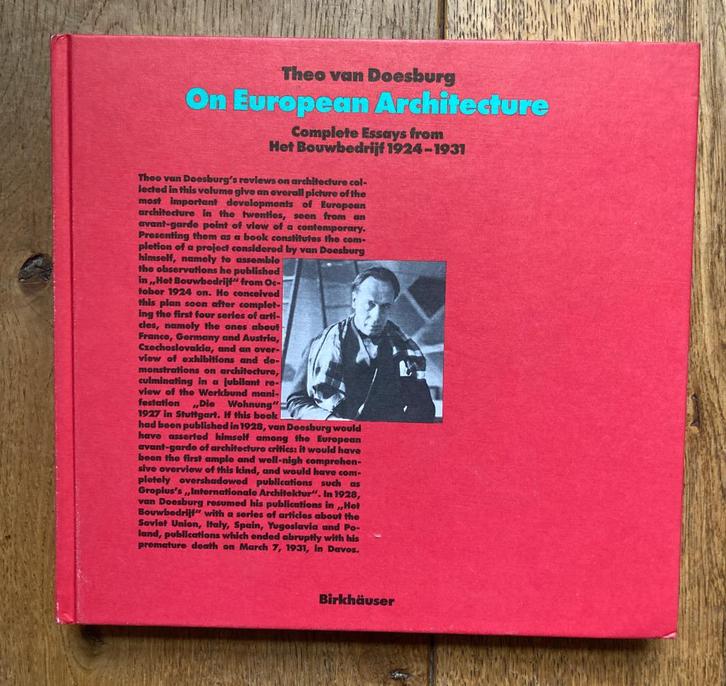 Theo van Doesburg
On European Architecture
Complete Essays from
Het Bouwbedrijf 1924–1931
Theo van Doesburg's reviews on architecture col-
lected in this volume give an overall picture of the
most important developments of European
architecture in the twenties, seen from an
avant-garde point of view of a contemporary.
Presenting them as a book constitutes the com-
pletion of a project considered by van Doesburg
himself, namely to assemble
the observations he published
in „Het Bouwbedrijf" from Oc-
tober 1924 on. He conceived
this plan soon after complet-
ing the first four series of arti-
cles, namely the ones about
France, Germany and Austria,
Czechoslovakia, and an over-
view of exhibitions and de-
monstrations on architecture,
culminating in a jubilant re-
view of the Werkbund mani-
festation „Die Wohnung"
1927 in Stuttgart. If this book
had been published in 1928, van Doesburg would
have asserted himself among the European
avant-garde of architecture critics: it would have
been the first ample and well-nigh comprehen-
sive overview of this kind, and would have com-
pletely overshadowed publications such as
Gropius's „Internationale Architektur". In 1928,
van Doesburg resumed his publications in „Het
Bouwbedrijf" with a series of articles about the
Soviet Union, Italy, Spain, Yugoslavia and Po-
land, publications which ended abruptly with his
premature death on March 7, 1931, in Davos.
Birkhäuser